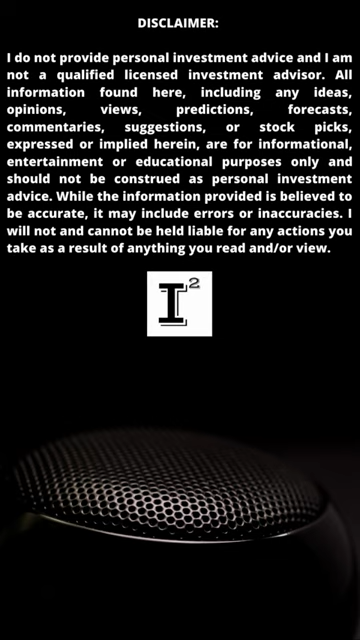 DISCLAIMER:
I do not provide personal investment advice and I am
not a qualified licensed investment advisor. All
information found here, including any ideas,
opinions, views, predictions, forecasts,
commentaries, suggestions, or stock picks,
expressed or implied herein, are for informational,
entertainment or educational purposes only and
should not be construed as personal investment
advice. While the information provided is believed to
be accurate, it may include errors or inaccuracies. I
will not and cannot be held liable for any actions you
take as a result of anything you read and/or view.
I²